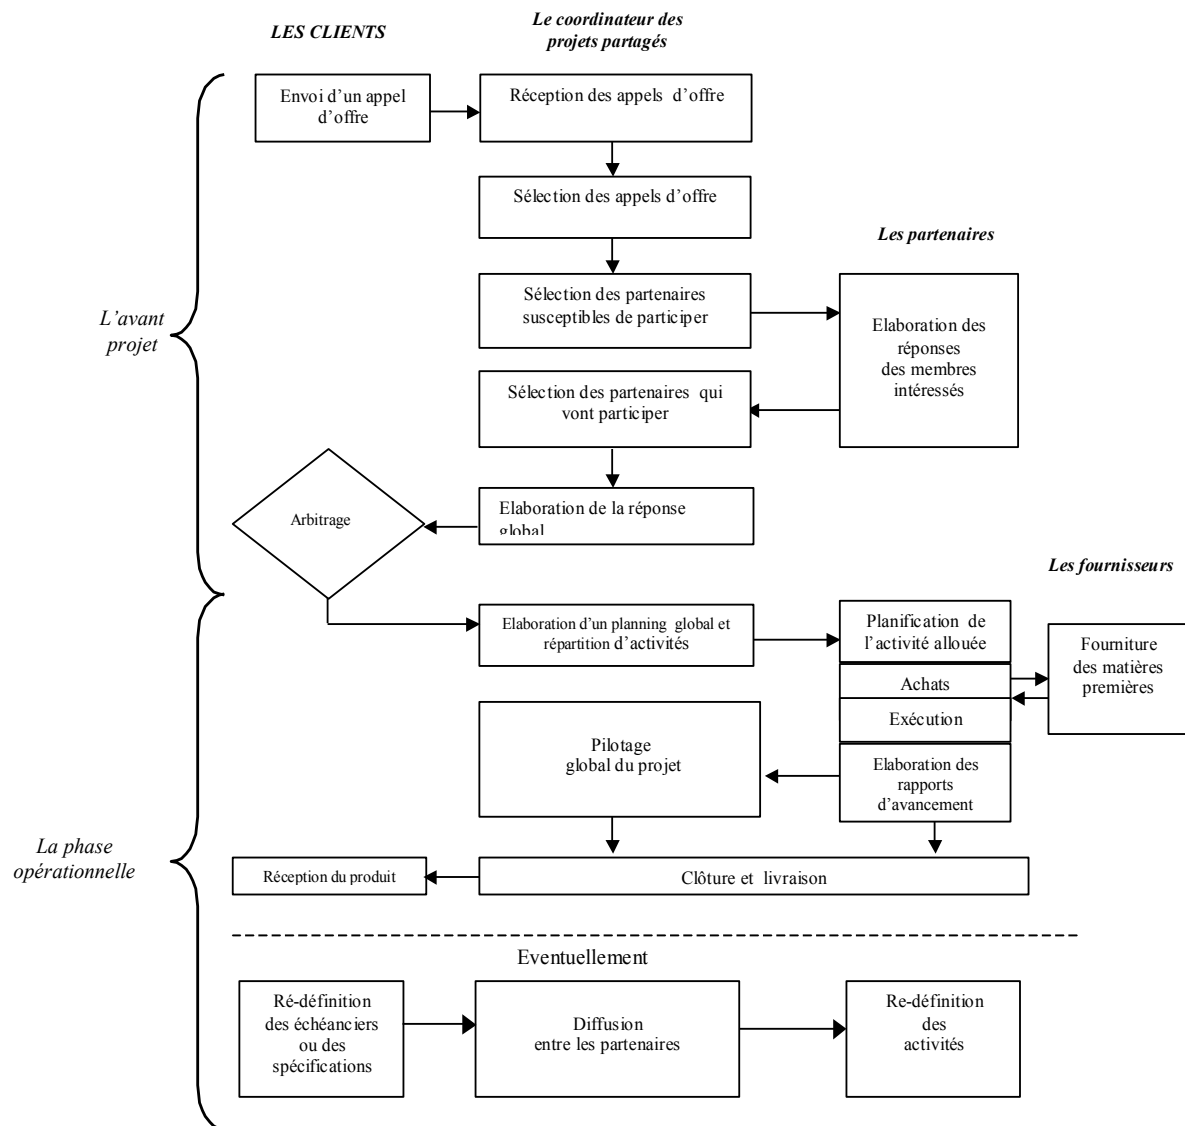 LES CLIENTS
Le coordinateur des
projets partagés
Envoi d’un appel
d’offre
Réception des appels d’offre
Sélection des appels d’offre
Les partenaires
Sélection des partenaires
susceptibles de participer
Elaboration des
réponses
des membres
intéressés
L’avant
projet
Sélection des partenaires qui
vont participer
Arbitrage
Elaboration de la réponse
global
Les fournisseurs
Elaboration d’un planning global et
répartition d’activités
Planification de
l’activité allouée
Fourniture
des matières
premières
Achats
Exécution
Pilotage
global du projet
Elaboration des
rapports
d’avancement
La phase
opérationnelle
Réception du produit
Clôture et livraison
Eventuellement
Ré-définition
des échéanciers
ou des
spécifications
Diffusion
entre les partenaires
Re-définition
des
activités